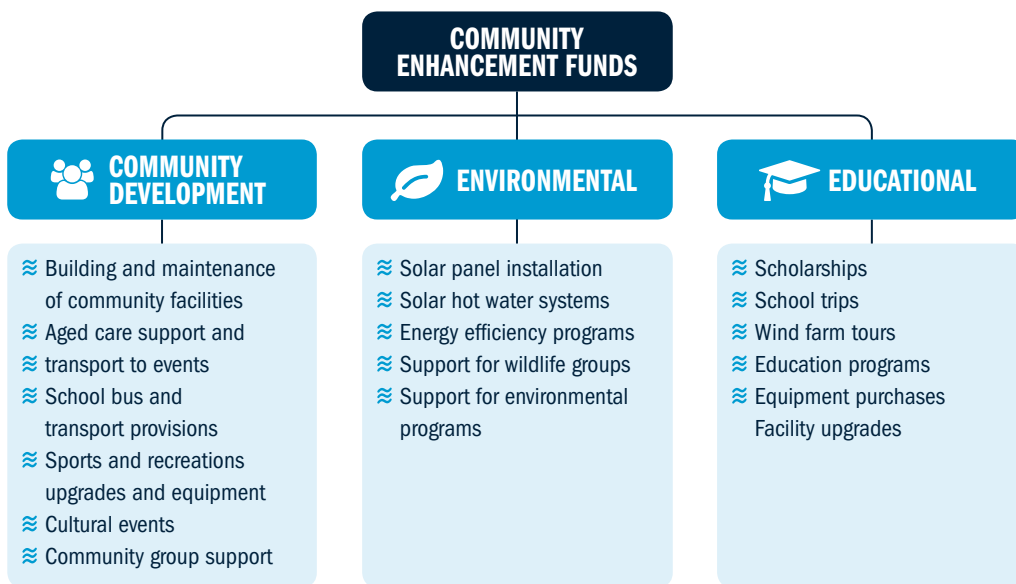 COMMUNITY
ENHANCEMENT FUNDS
COMMUNITY
DEVELOPMENT
Building and maintenance
of community facilities
Aged care support and
transport to events
School bus and
transport provisions
Sports and recreations
upgrades and equipment
Cultural events
Community group support
ENVIRONMENTAL
Solar panel installation
Solar hot water systems
Energy efficiency programs
Support for wildlife groups
Support for environmental
programs
EDUCATIONAL
Scholarships
School trips
Wind farm tours
Education programs
Equipment purchases
Facility upgrades